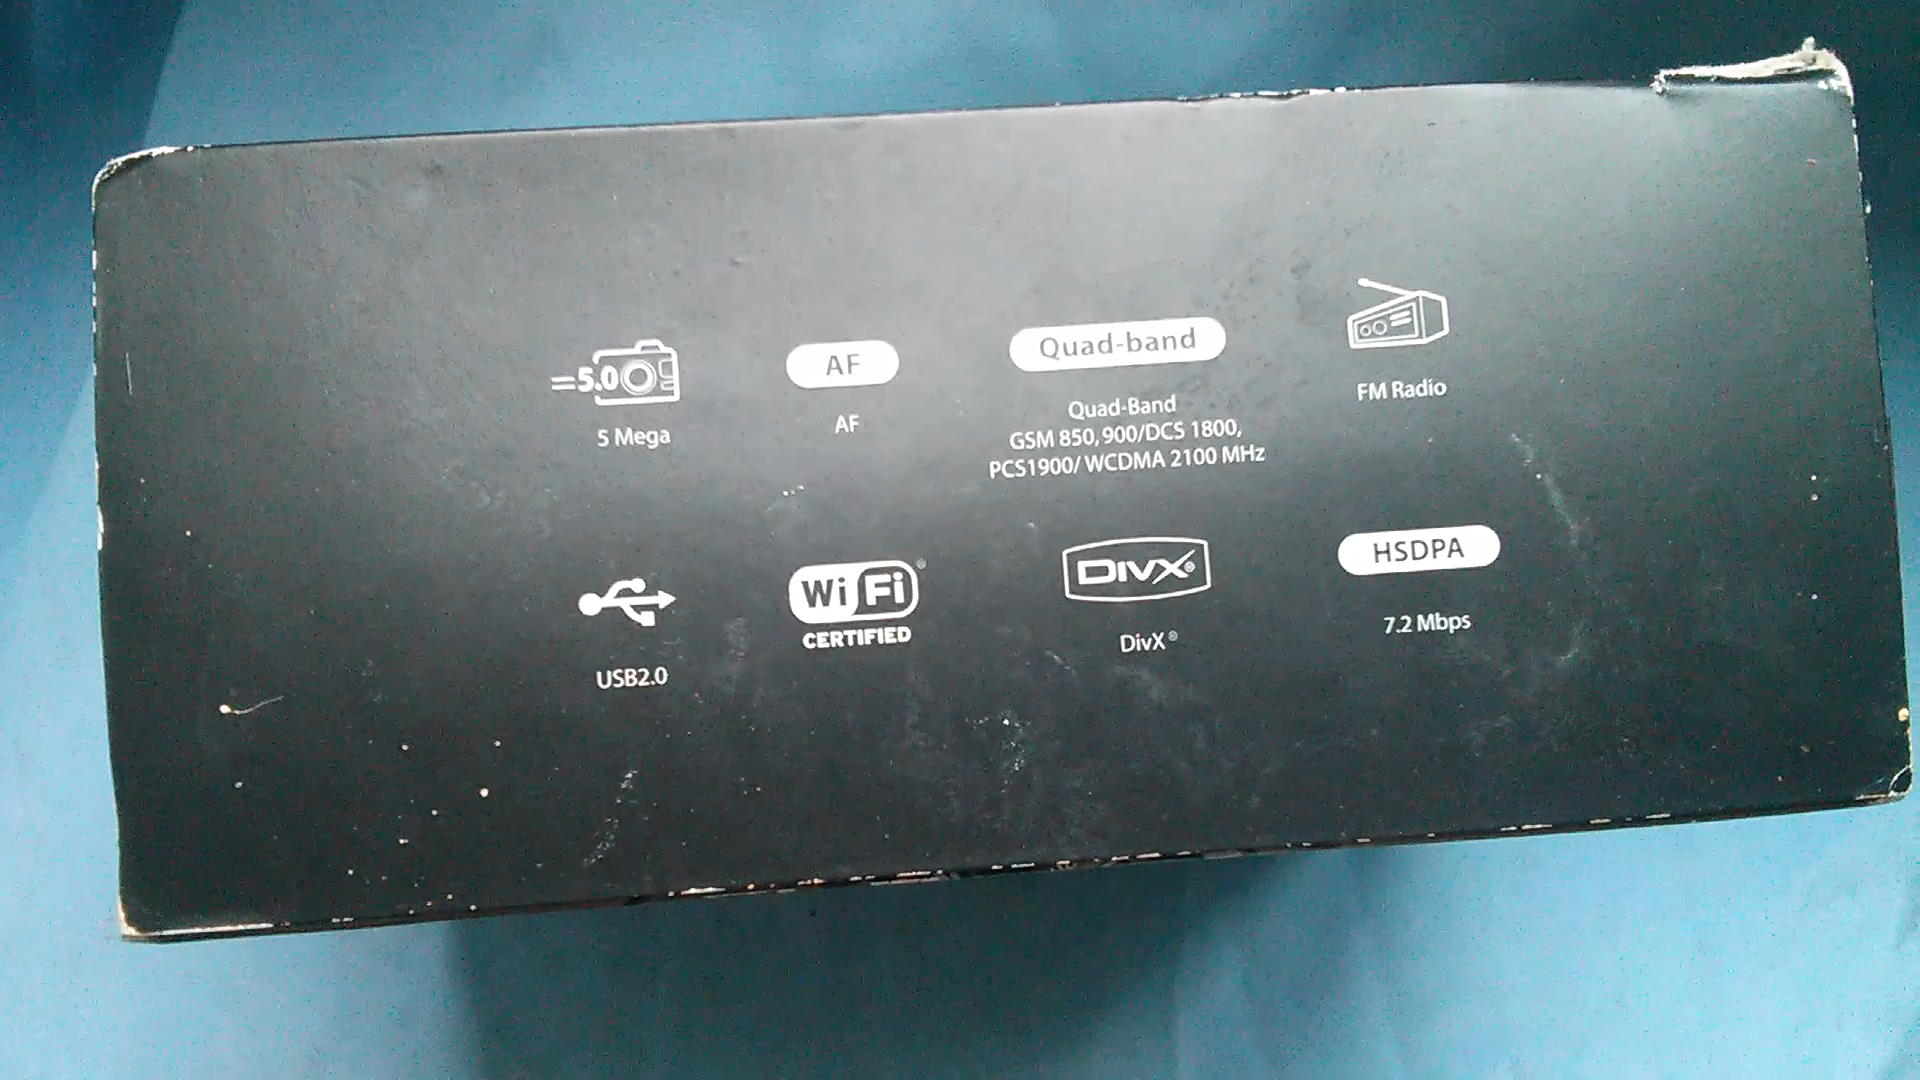 =5.0
5 Mega
AF
AF
Quad-band
Quad-Band
GSM 850, 900/DCS 1800,
PCS1900/ WCDMA 2100 MHz
FM Radio
USB2.0
Wi Fi®
CERTIFIED
DIVX®
DivX®
HSDPA
7.2 Mbps